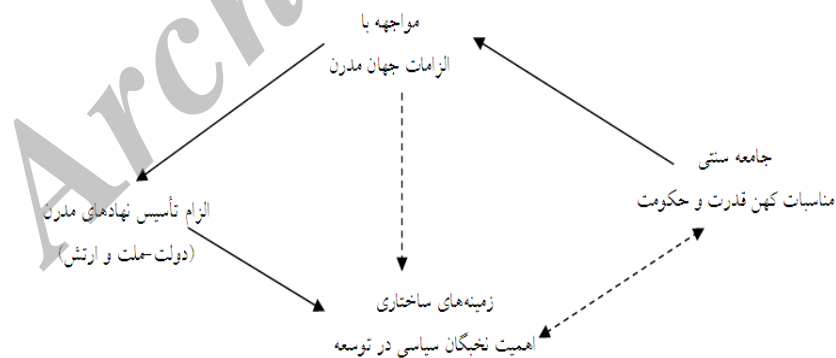 مواجهه با
الزامات جهان مدرن
جامعه سنتی
مناسبات کهن قدرت و حکومت
الزام تأسیس نهادهای مدرن
(دولت-ملت و ارتش)
زمینه‌های ساختاری
اهمیت نخبگان سیاسی در توسعه
Arch